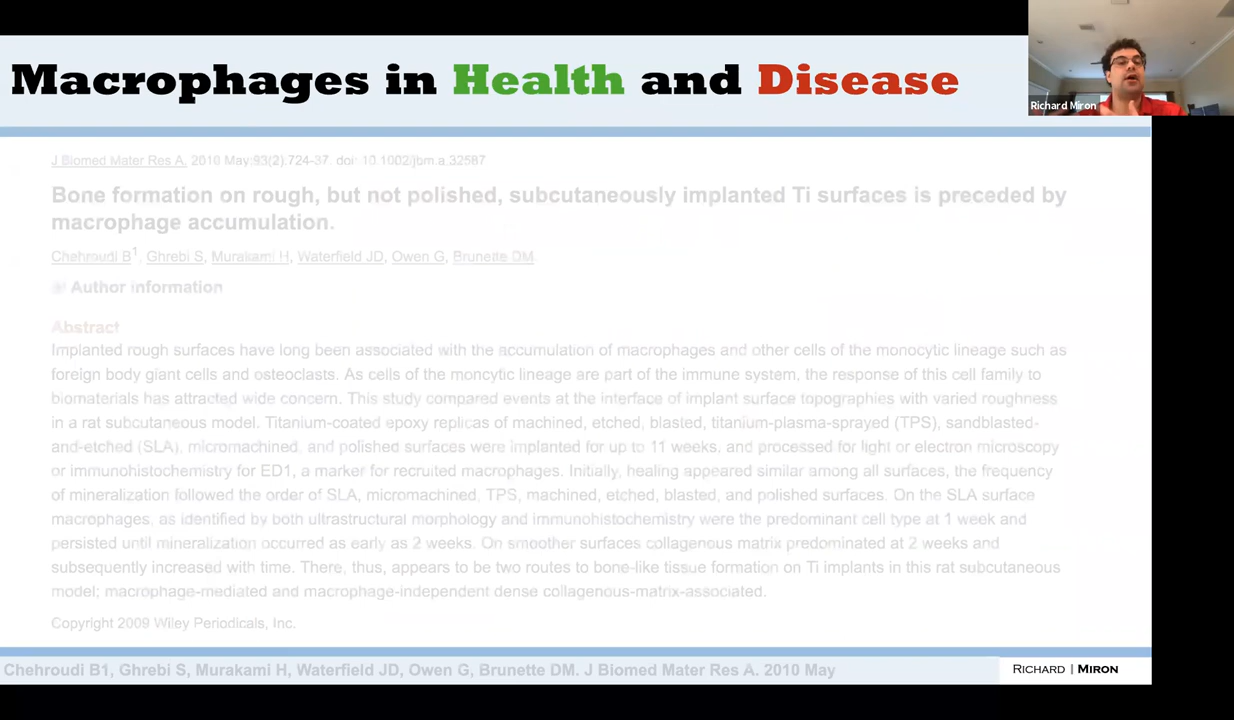 Macrophages in Health and Disease
Richard Miron
J Biomed Mater Res A. 2010 May;93(2):724-37. doi: 10.1002/jbm.a.32587
Bone formation on rough, but not polished, subcutaneously implanted Ti surfaces is preceded by
macrophage accumulation.
Chehroudi B1, Ghrebi S, Murakami H, Waterfield JD, Owen G, Brunette DM.
Author information
Abstract
Implanted rough surfaces have long been associated with the accumulation of macrophages and other cells of the monocytic lineage such as
foreign body giant cells and osteoclasts. As cells of the moncytic lineage are part of the immune system, the response of this cell family to
biomaterials has attracted wide concern. This study compared events at the interface of implant surface topographies with varied roughness
in a rat subcutaneous model. Titanium-coated epoxy replicas of machined, etched, blasted, titanium-plasma-sprayed (TPS), sandblasted-
and-etched (SLA), micromachined, and polished surfaces were implanted for up to 11 weeks, and processed for light or electron microscopy
or immunohistochemistry for ED1, a marker for recruited macrophages. Initially, healing appeared similar among all surfaces, the frequency
of mineralization followed the order of SLA, micromachined, TPS, machined, etched, blasted, and polished surfaces. On the SLA surface
macrophages, as identified by both ultrastructural morphology and immunohistochemistry were the predominant cell type at 1 week and
persisted until mineralization occurred as early as 2 weeks. On smoother surfaces collagenous matrix predominated at 2 weeks and
subsequently increased with time. There, thus, appears to be two routes to bone-like tissue formation on Ti implants in this rat subcutaneous
model; macrophage-mediated and macrophage-independent dense collagenous-matrix-associated.
Copyright 2009 Wiley Periodicals, Inc.
Chehroudi B1, Ghrebi S, Murakami H, Waterfield JD, Owen G, Brunette DM. J Biomed Mater Res A. 2010 May
RICHARD | MIRON